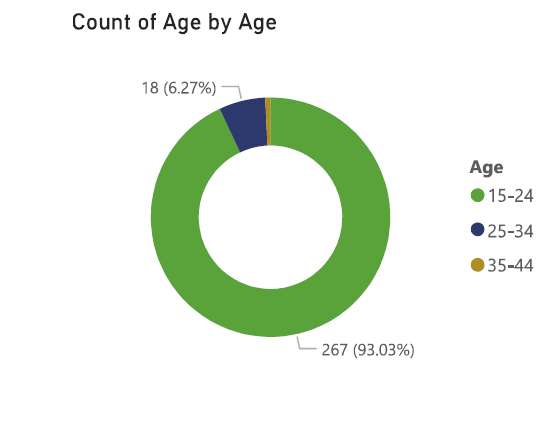 Count of Age by Age
18 (6.27%)
Age
15-24
25-34
35-44
267 (93.03%)